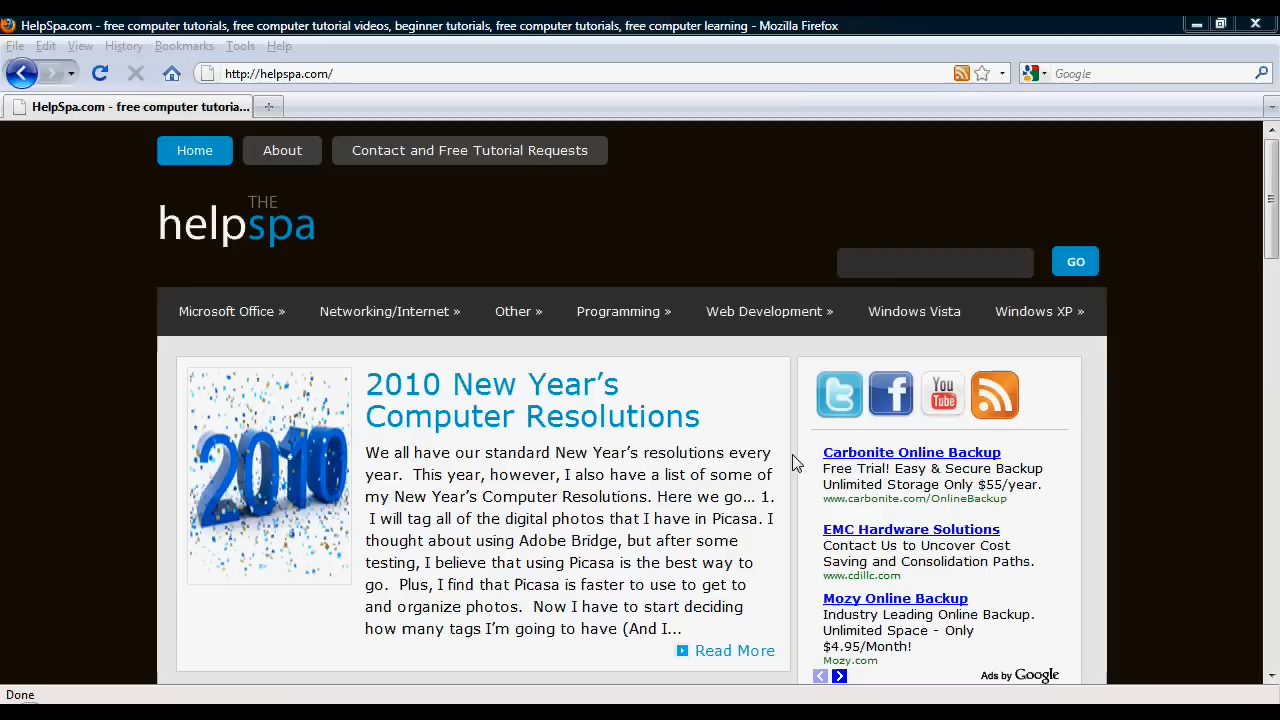 HelpSpa.com - free computer tutorials, free computer tutorial videos, beginner tutorials, free computer tutorials, free computer learning - Mozilla Firefox
File Edit View History Bookmarks Tools Help
http://helpspa.com/
Google
HelpSpa.com - free computer tutoria...
Home
About
Contact and Free Tutorial Requests
THE
helpspa
GO
Microsoft Office »
Networking/Internet »
Other »
Programming »
Web Development »
Windows Vista
Windows XP »
2010
2010 New Year’s
Computer Resolutions
We all have our standard New Year’s resolutions every
year.  This year, however, I also have a list of some of
my New Year’s Computer Resolutions. Here we go… 1.
I will tag all of the digital photos that I have in Picasa. I
thought about using Adobe Bridge, but after some
testing, I believe that using Picasa is the best way to
go.  Plus, I find that Picasa is faster to use to get to
and organize photos.  Now I have to start deciding
how many tags I’m going to have (And I...
Read More
You
Tube
Carbonite Online Backup
Free Trial! Easy & Secure Backup
Unlimited Storage Only $55/year.
www.carbonite.com/OnlineBackup
EMC Hardware Solutions
Contact Us to Uncover Cost
Saving and Consolidation Paths.
www.cdillc.com
Mozy Online Backup
Industry Leading Online Backup.
Unlimited Space - Only
$4.95/Month!
Mozy.com
Ads by Google
Done